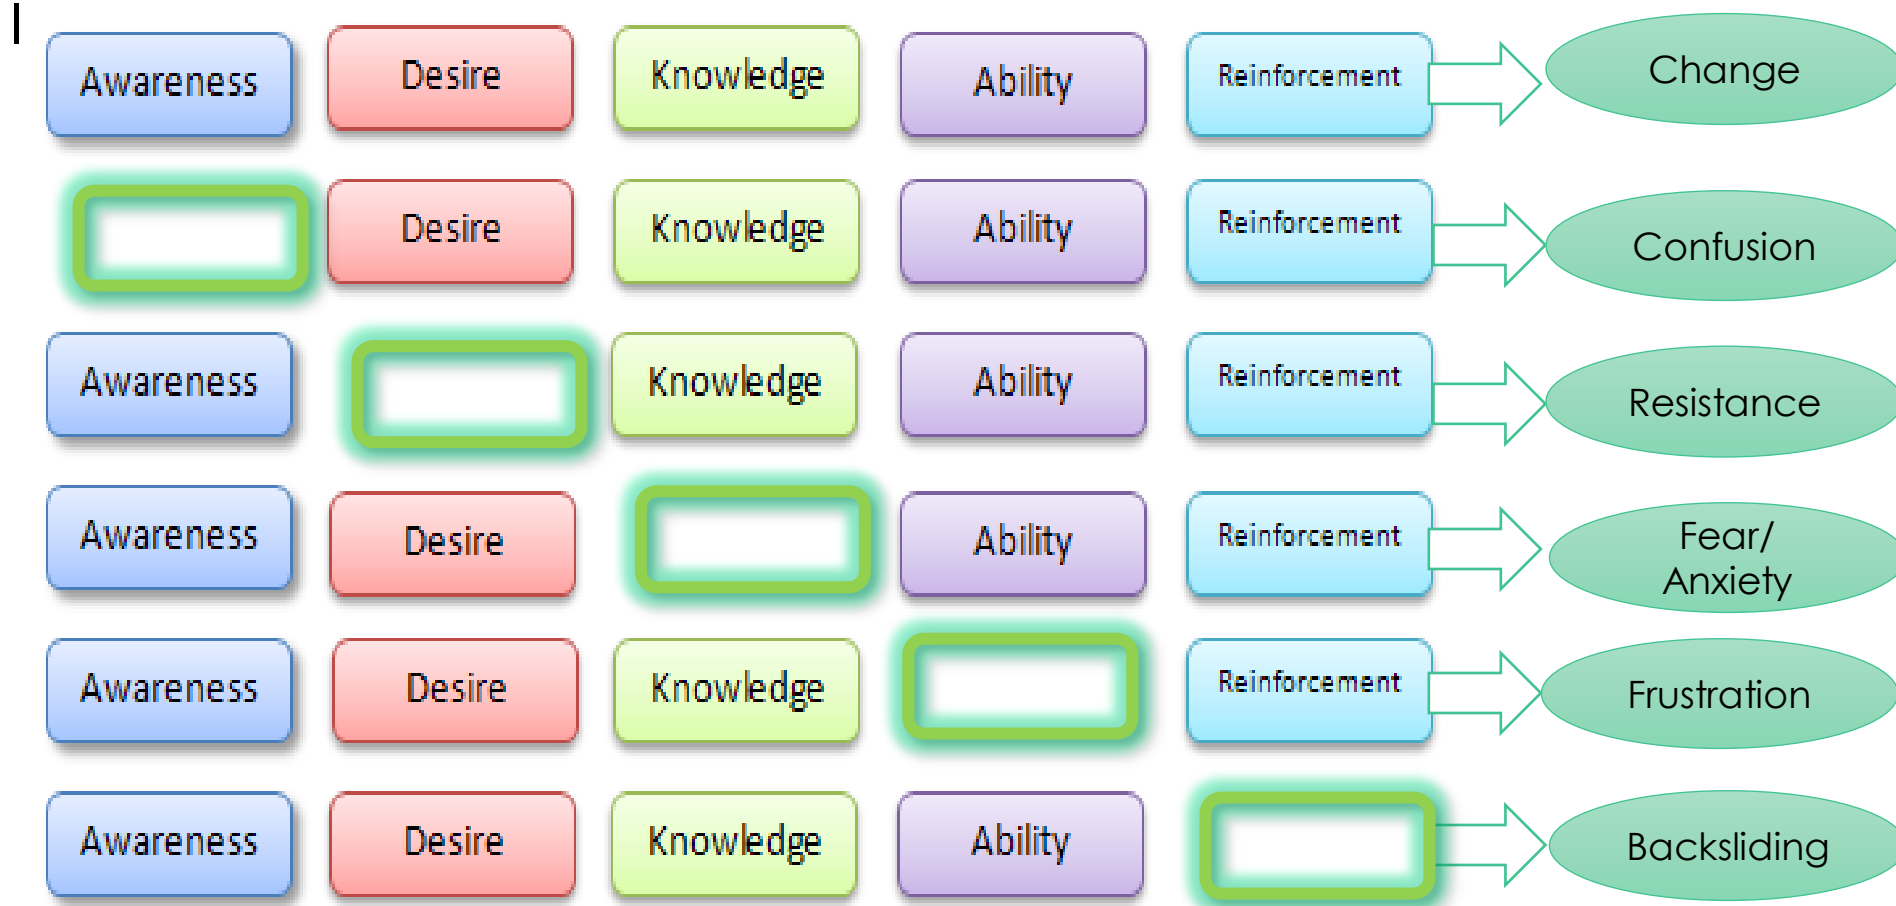 Awareness Desire Knowledge Ability Reinforcement Change
Desire Knowledge Ability Reinforcement Confusion
Awareness Knowledge Ability Reinforcement Resistance
Awareness Desire Ability Reinforcement Fear/
Anxiety
Awareness Desire Knowledge Reinforcement Frustration
Awareness Desire Knowledge Ability Backsliding